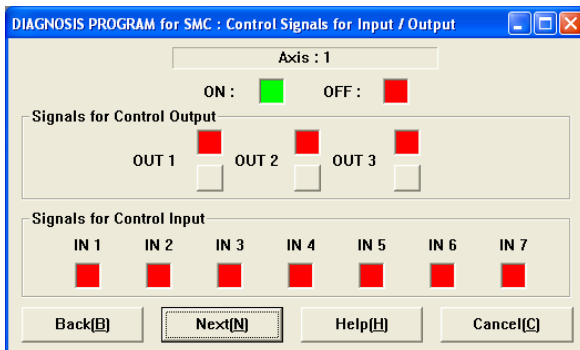 DIAGNOSIS PROGRAM for SMC : Control Signals for Input / Output
Axis : 1
ON : OFF :
Signals for Control Output
OUT 1 OUT 2 OUT 3
Signals for Control Input
IN 1 IN 2 IN 3 IN 4 IN 5 IN 6 IN 7
Back(B) Next(N) Help(H) Cancel(C)